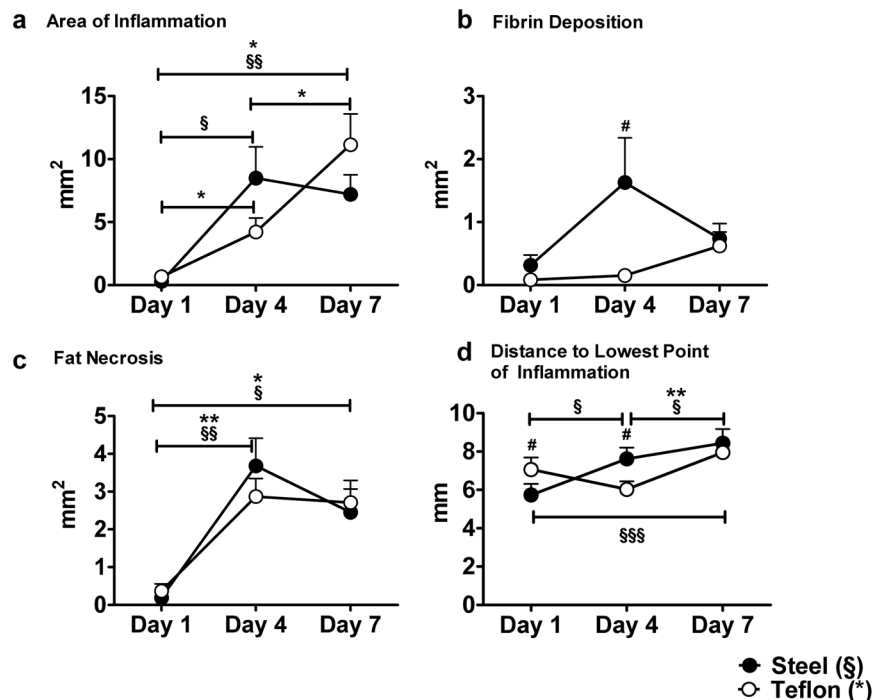 a Area of Inflammation
*
§§
*
§
*
mm²
15
10
5
0
Day 1 Day 4 Day 7
b Fibrin Deposition
#
mm²
3
2
1
0
Day 1 Day 4 Day 7
c Fat Necrosis
*
§
**
§§
mm²
5
4
3
2
1
0
Day 1 Day 4 Day 7
d Distance to Lowest Point
of Inflammation
§
**
§
#
#
§§§
mm
10
8
6
4
2
0
Day 1 Day 4 Day 7
Steel (§)
Teflon (*)